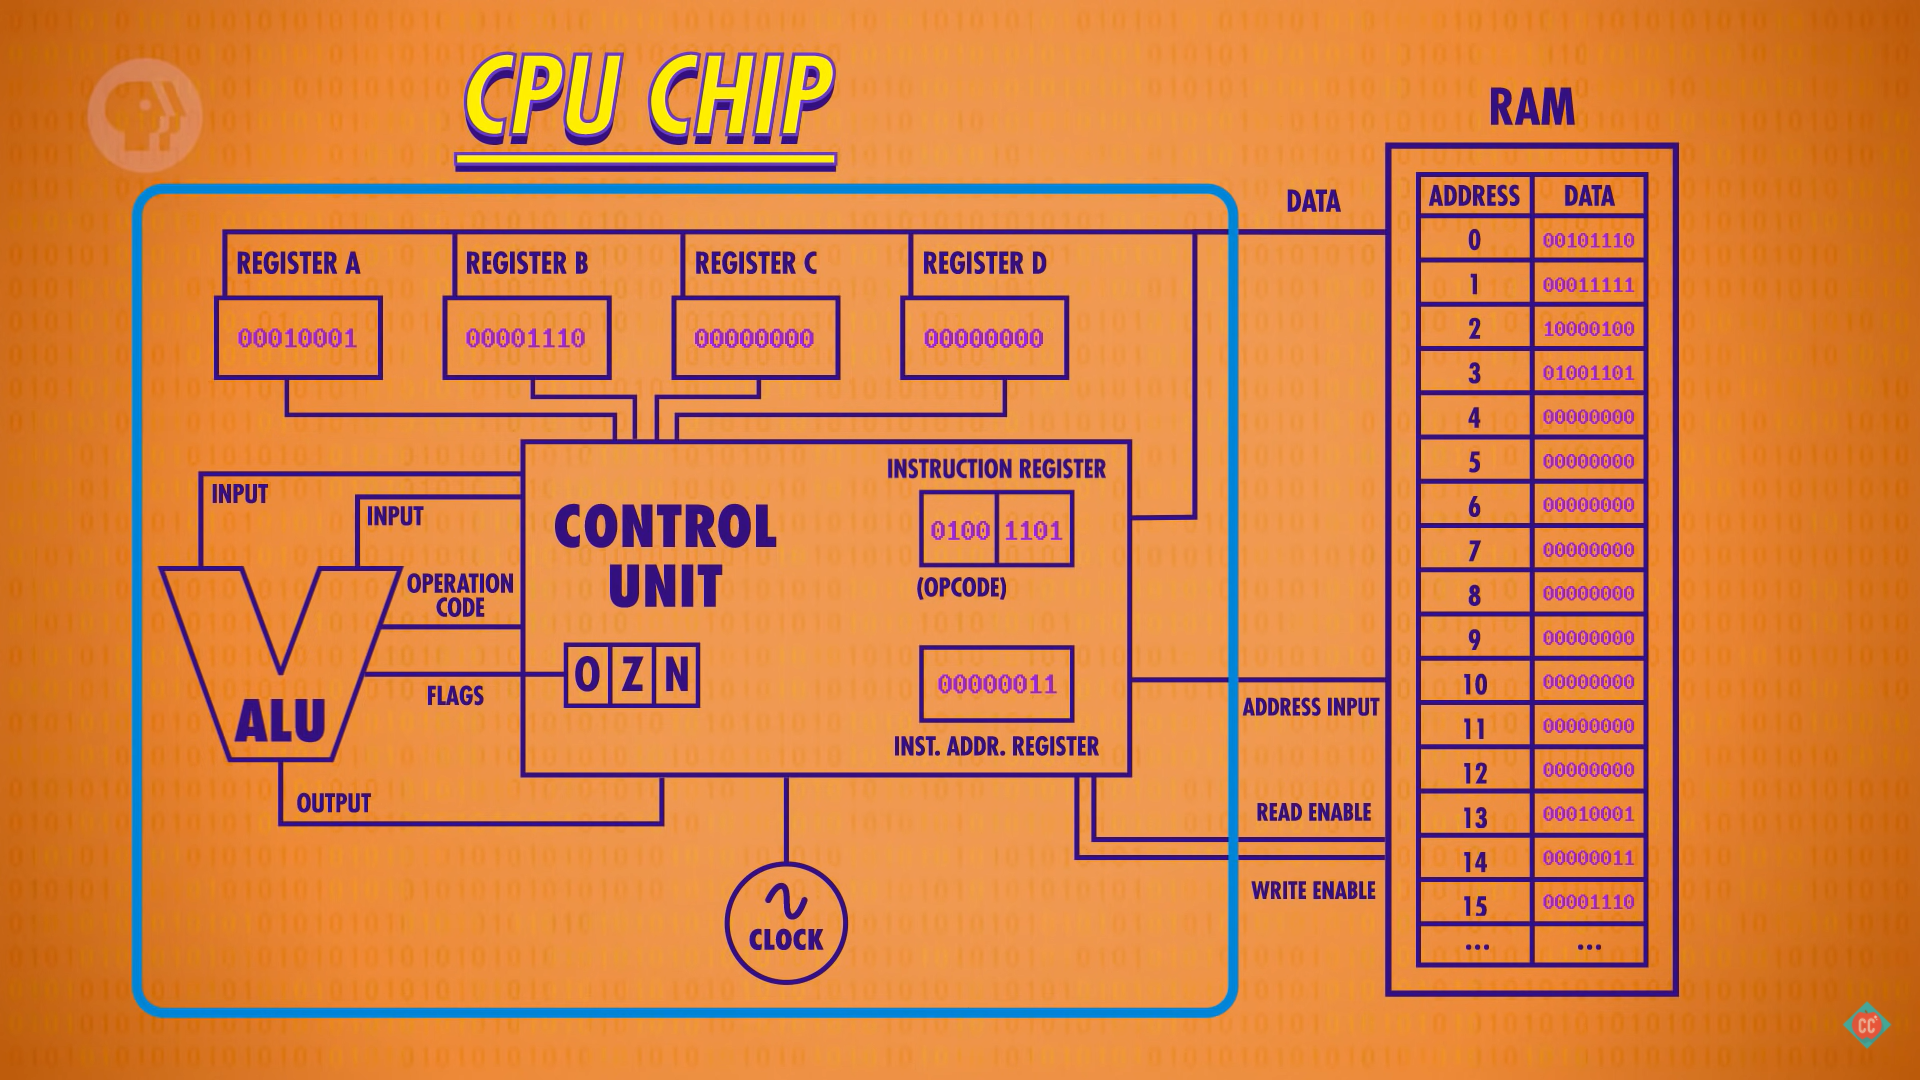 CPU CHIP
RAM
DATA
ADDRESS DATA
0 00101110
1 00011111
2 10000100
3 01001101
4 00000000
5 00000000
6 00000000
7 00000000
8 00000000
9 00000000
10 00000000
11 00000000
12 00000000
13 00010001
14 00000011
15 00001110
... ...
REGISTER A
00010001
REGISTER B
00001110
REGISTER C
00000000
REGISTER D
00000000
INPUT
INPUT
OPERATION
CODE
FLAGS
ALU
OUTPUT
CONTROL
UNIT
O Z N
INSTRUCTION REGISTER
0100 1101
(OPCODE)
00000011
INST. ADDR. REGISTER
CLOCK
ADDRESS INPUT
READ ENABLE
WRITE ENABLE
CC